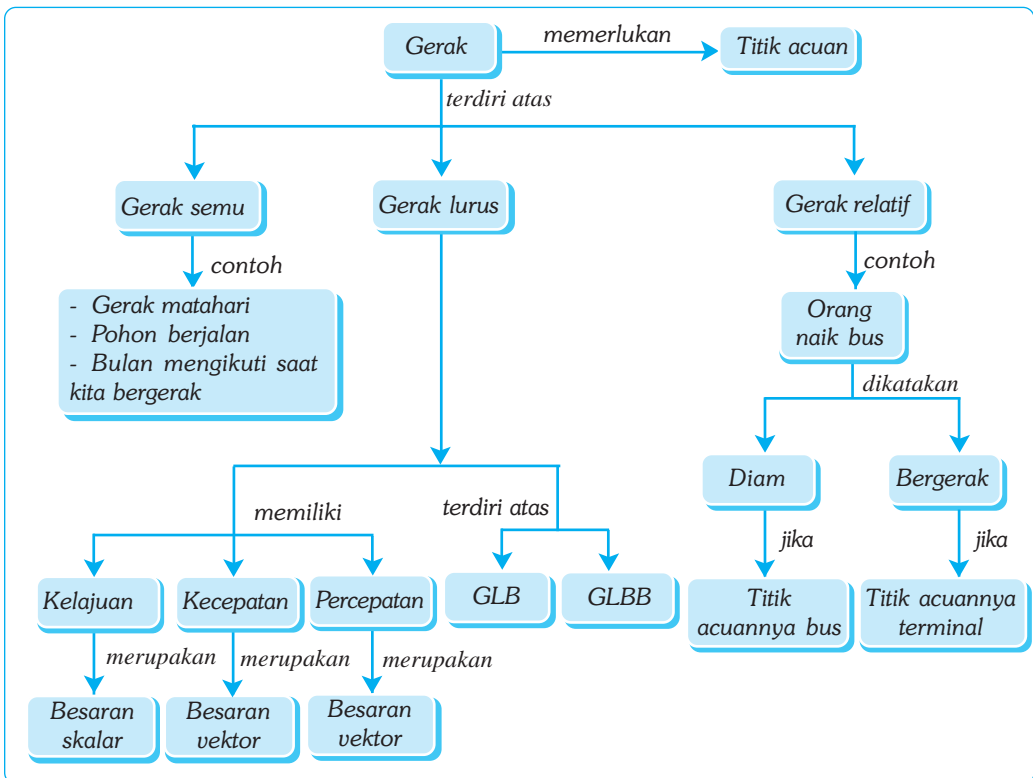 Gerak
memerlukan
Titik acuan
terdiri atas
Gerak semu
Gerak lurus
Gerak relatif
contoh
- Gerak matahari
- Pohon berjalan
- Bulan mengikuti saat
kita bergerak
contoh
Orang
naik bus
dikatakan
Diam
Bergerak
jika
jika
Titik
acuannya bus
Titik acuannya
terminal
memiliki
terdiri atas
Kelajuan
Kecepatan
Percepatan
GLB
GLBB
merupakan
merupakan
merupakan
Besaran
skalar
Besaran
vektor
Besaran
vektor